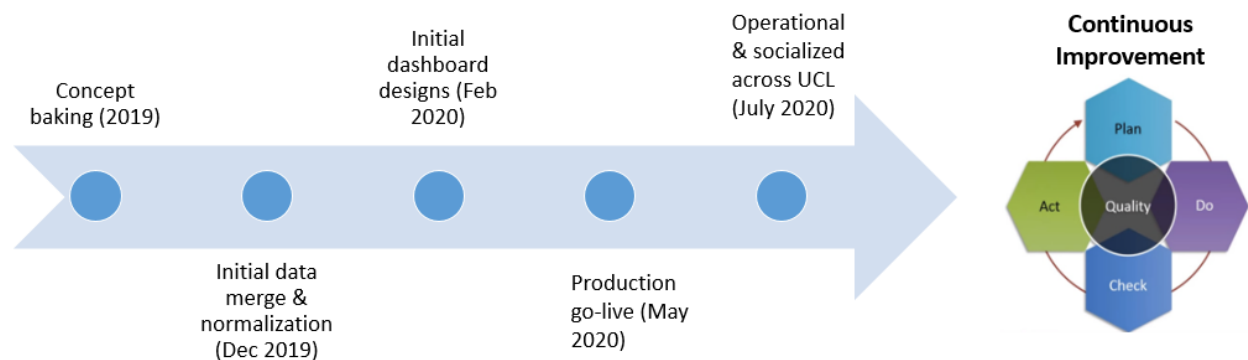 Concept
baking (2019)
Initial data
merge &
normalization
(Dec 2019)
Initial
dashboard
designs (Feb
2020)
Production
go-live (May
2020)
Operational
& socialized
across UCL
(July 2020)
Continuous
Improvement
Plan
Act
Quality
Do
Check